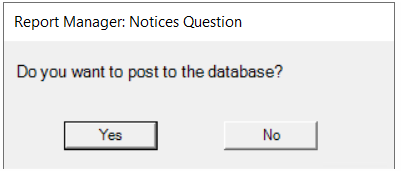 Report Manager: Notices Question
Do you want to post to the database?
Yes No